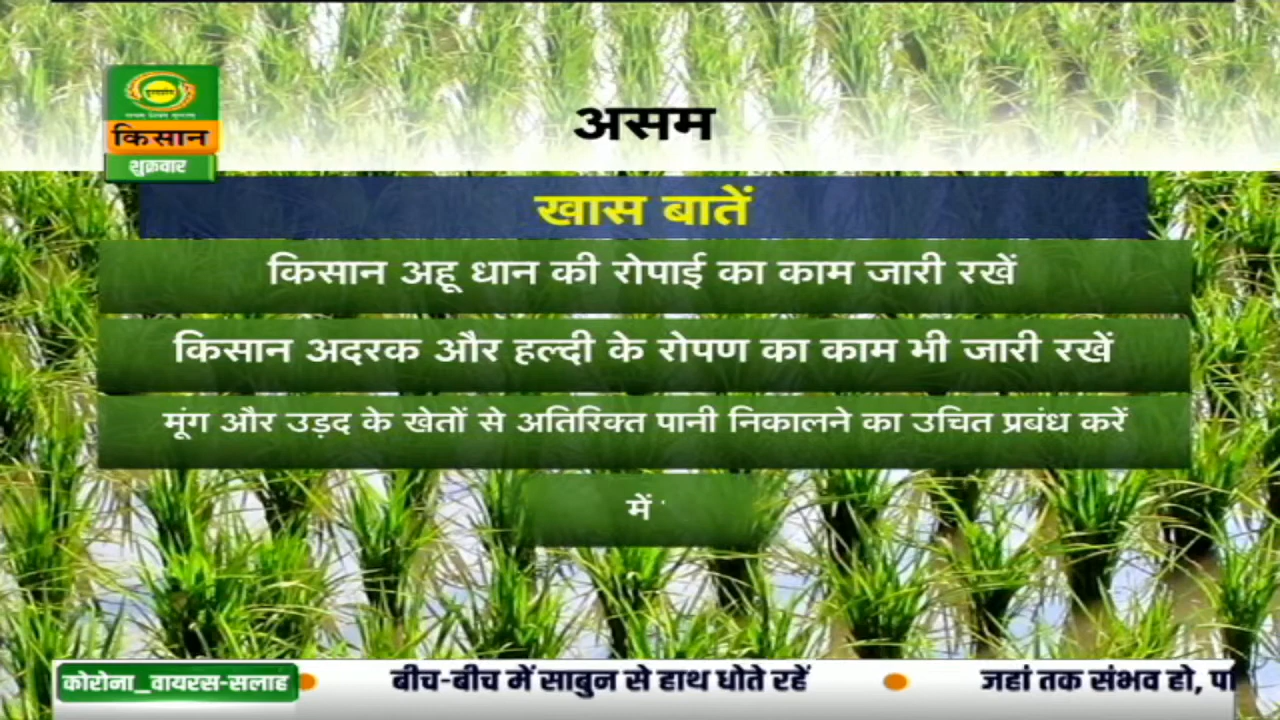 किसान
शुक्रवार
असम
खास बातें
किसान अहू धान की रोपाई का काम जारी रखें
किसान अदरक और हल्दी के रोपण का काम भी जारी रखें
मूंग और उड़द के खेतों से अतिरिक्त पानी निकालने का उचित प्रबंध करें
में
कोरोना_वायरस-सलाह
बीच-बीच में साबुन से हाथ धोते रहें
जहां तक संभव हो,